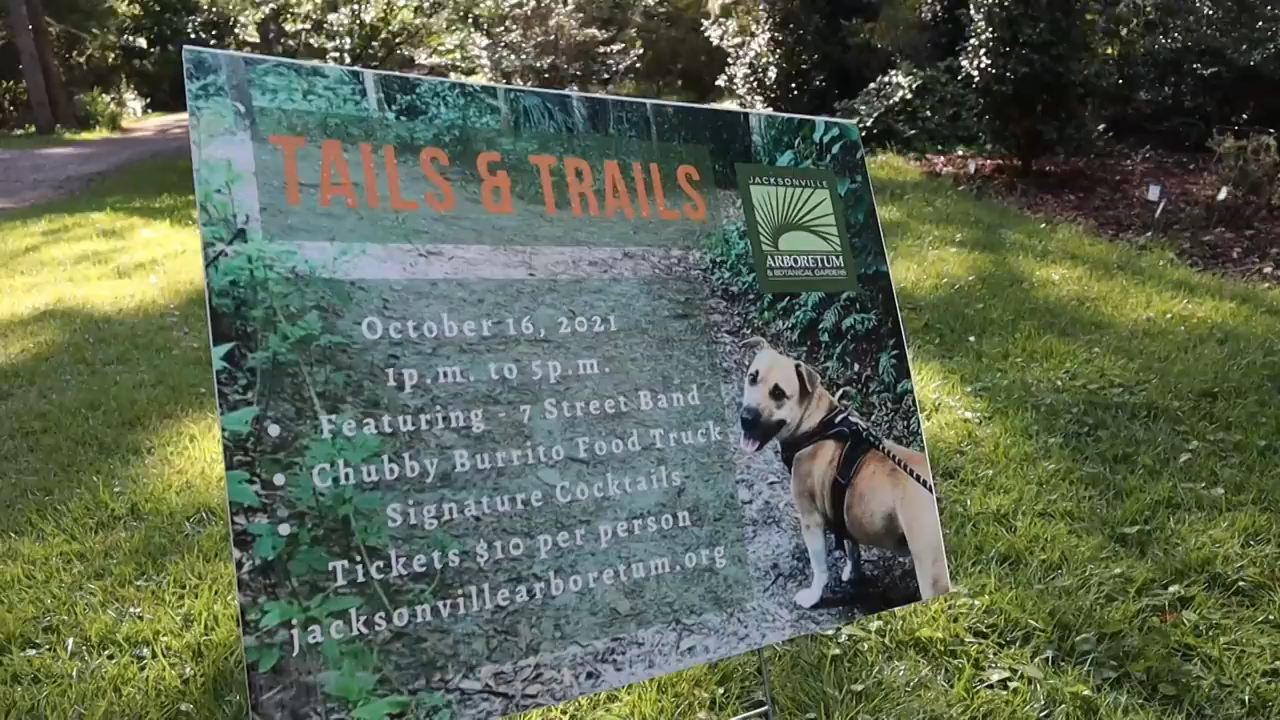 TAILS & TRAILS
JACKSONVILLE
ARBORETUM
& BOTANICAL GARDENS
October 16, 2021
1p.m. to 5p.m.
• Featuring - 7 Street Band
• Chubby Burrito Food Truck
• Signature Cocktails
Tickets $10 per person
jacksonvillearboretum.org